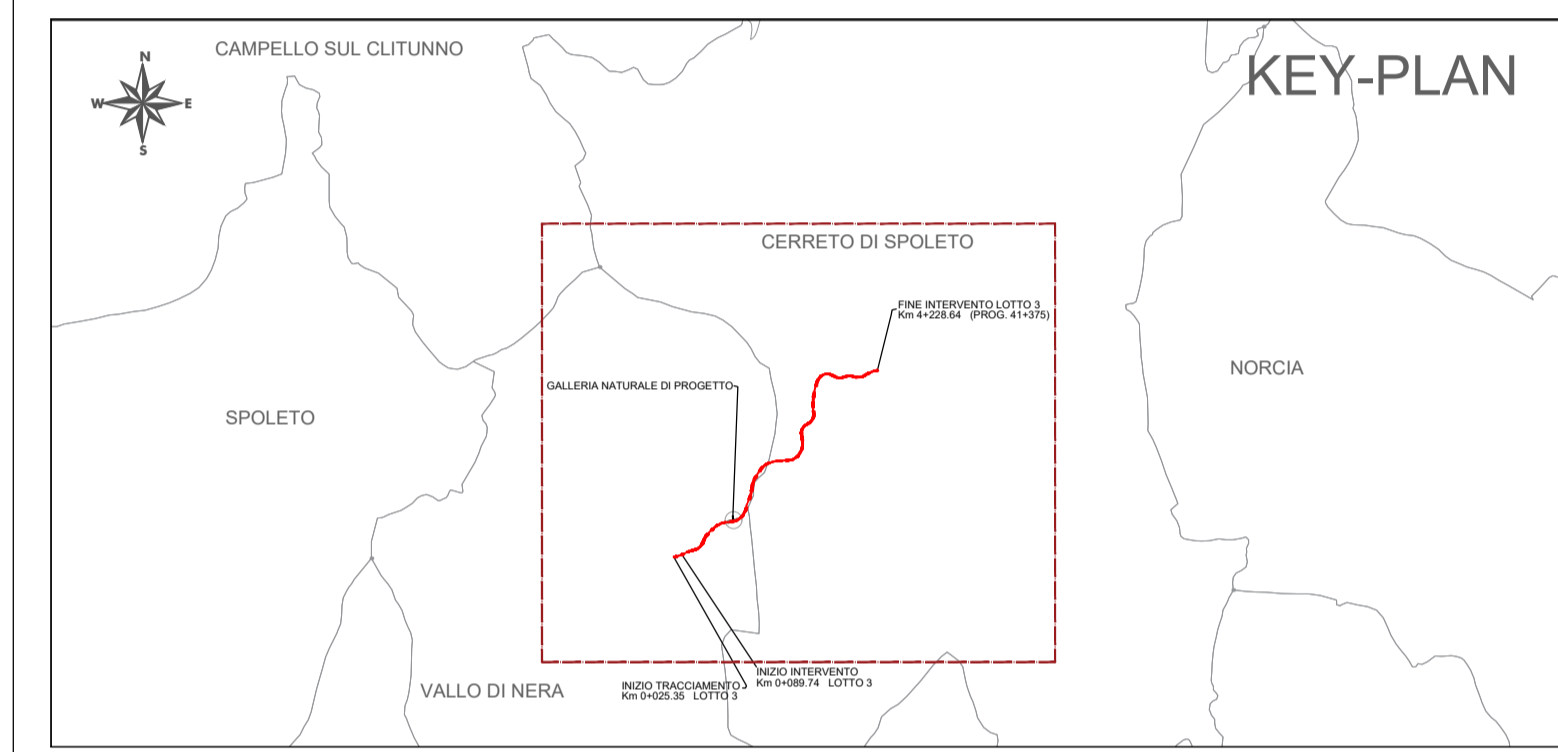 CAMPELLO SUL CLITUNNO
KEY-PLAN
N
W E
S
CERRETO DI SPOLETO
FINE INTERVENTO LOTTO 3
Km 4+228.64 (PROG. 41+375)
NORCIA
GALLERIA NATURALE DI PROGETTO
SPOLETO
INIZIO INTERVENTO
Km 0+089.74 LOTTO 3
INIZIO TRACCIAMENTO
Km 0+025.35 LOTTO 3
VALLO DI NERA